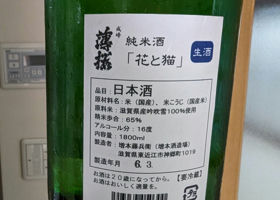 成峰
薄桜
純米酒
生酒
「花と猫」
品目:日本酒
原材料名:米(国産)、米こうじ(国産米)
原料米:滋賀県産吟吹雪100%使用
精米歩合:65%
アルコール分:16度
内容量:1800ml
製造者:増本藤兵衛(増本酒造場)
滋賀県東近江市神郷町1019
製造年月 6.3.
お酒は20歳になってから。
お酒はおいしく適量を。
【要冷蔵】